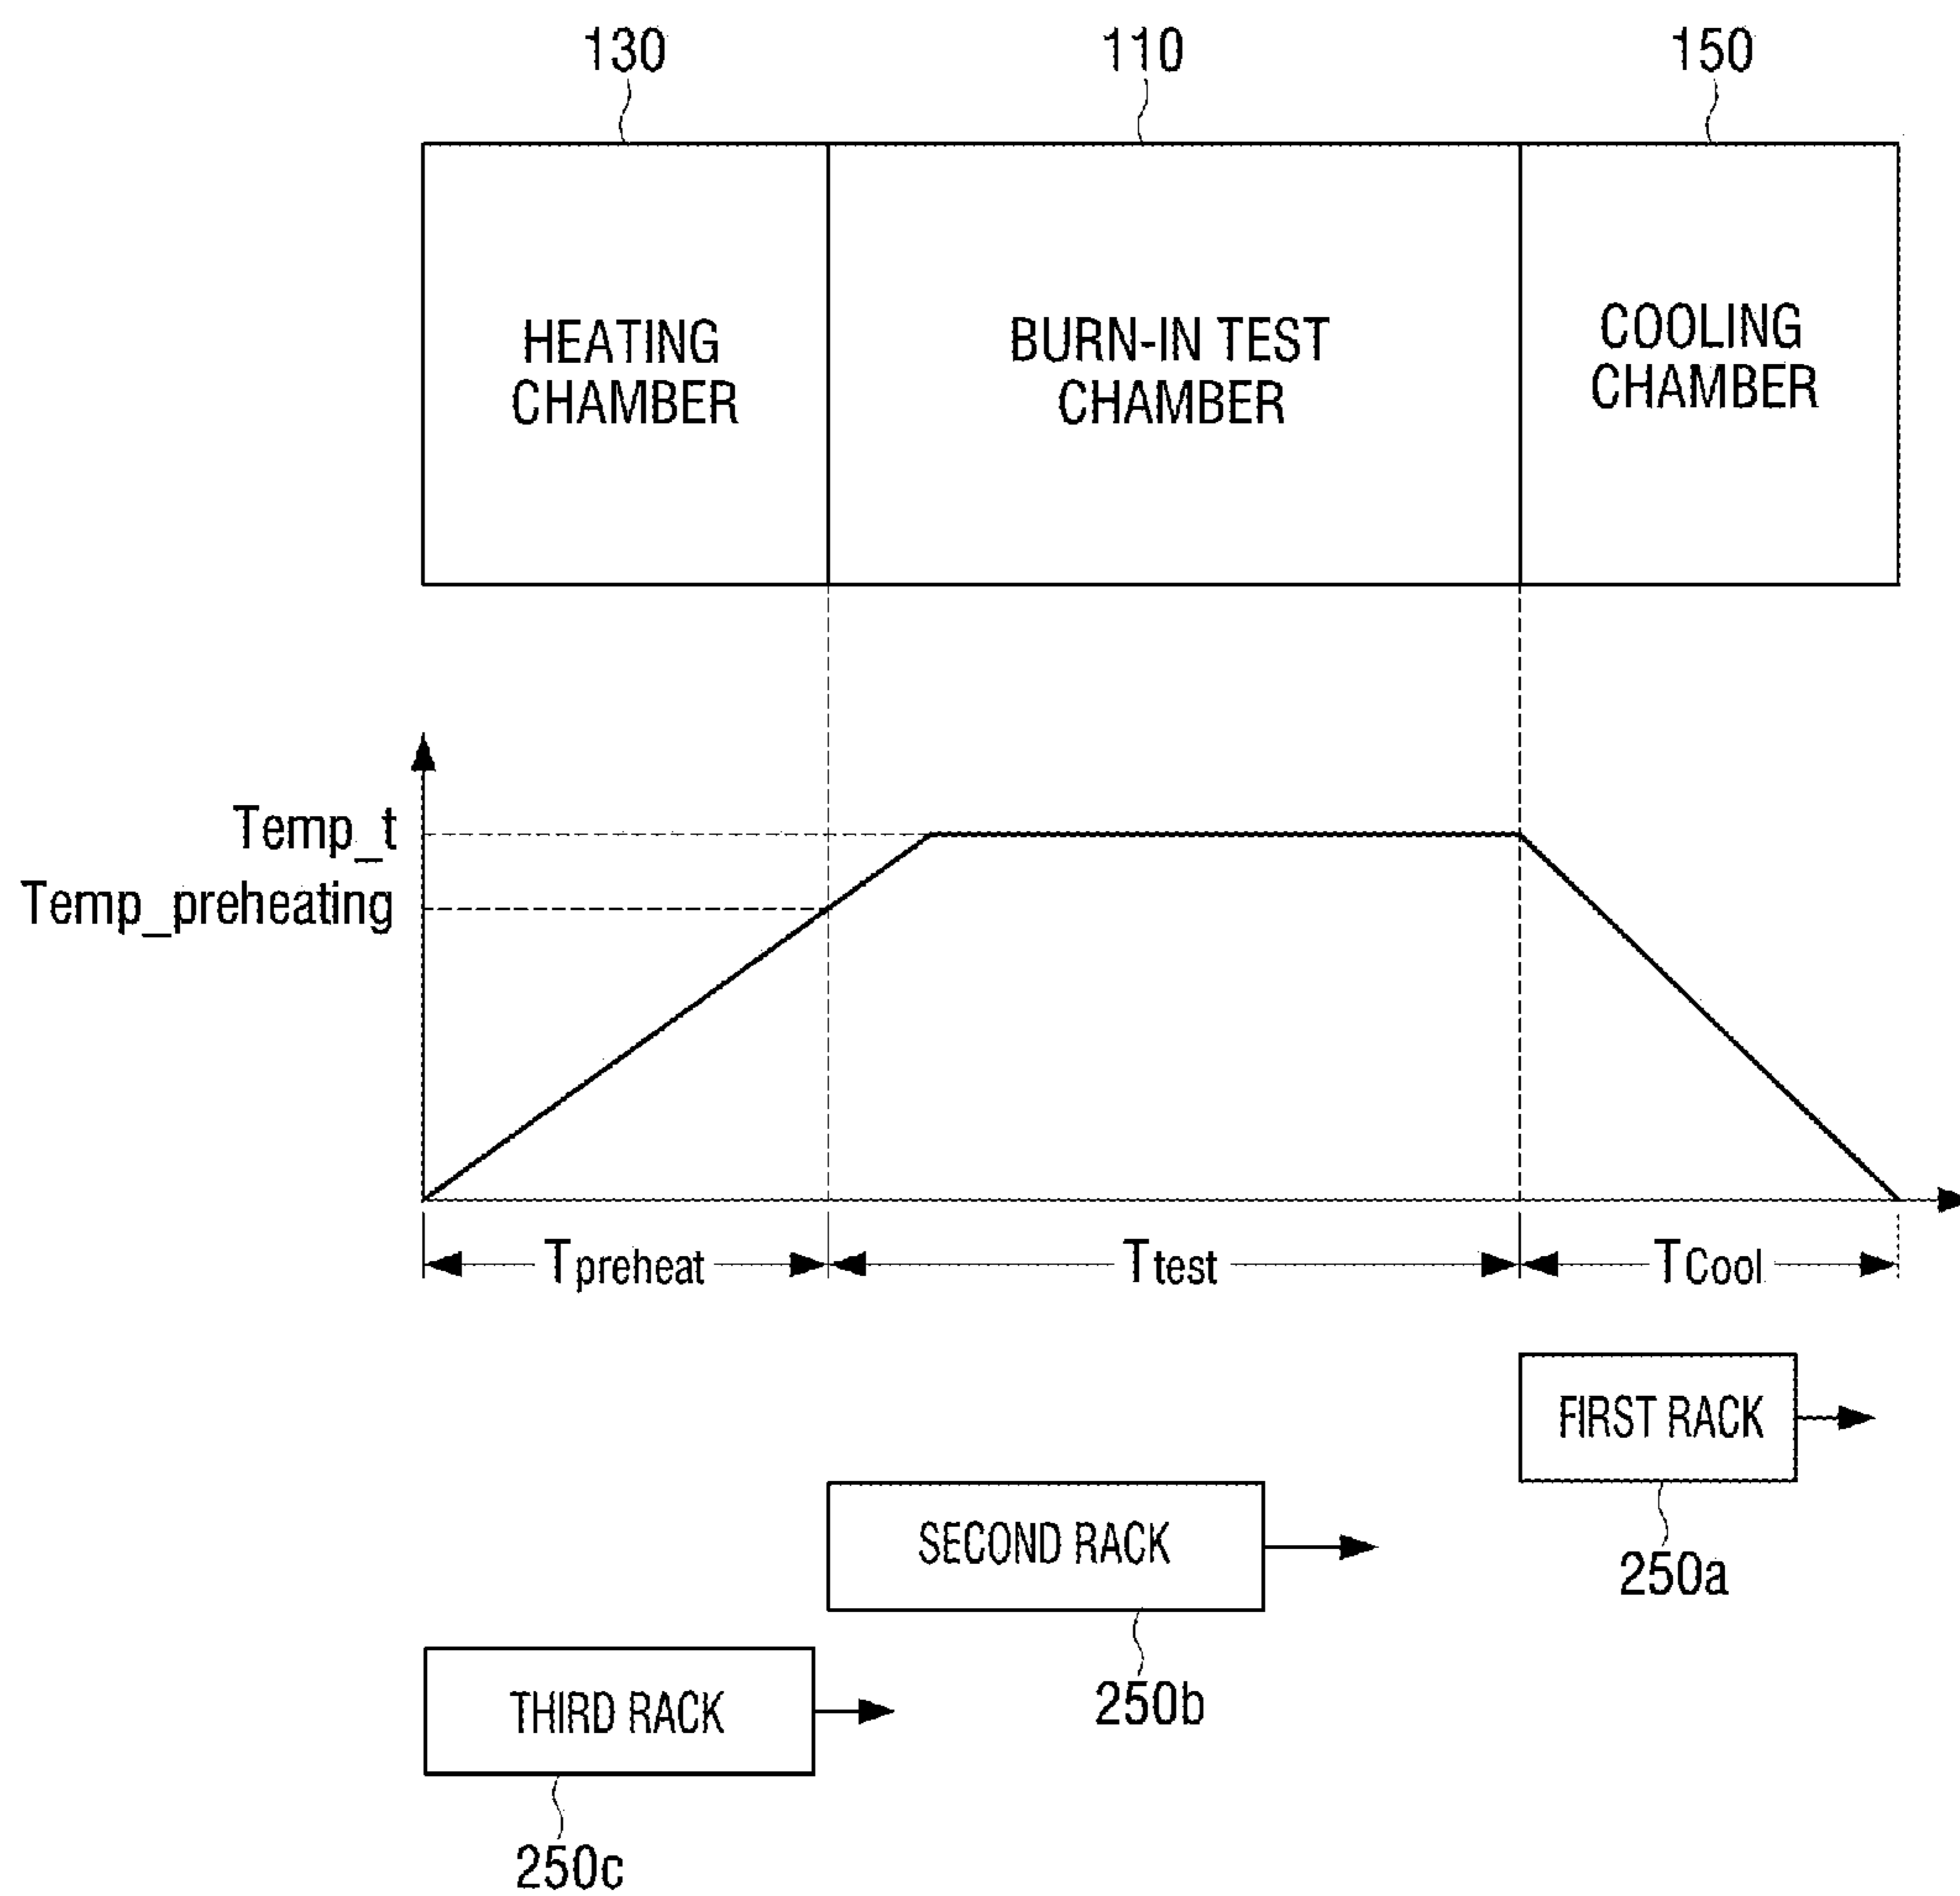 130
110
150
HEATING
CHAMBER
BURN-IN TEST
CHAMBER
COOLING
CHAMBER
Temp_t
Temp_preheating
Tpreheat
Ttest
TCool
FIRST RACK
250a
SECOND RACK
250b
THIRD RACK
250c